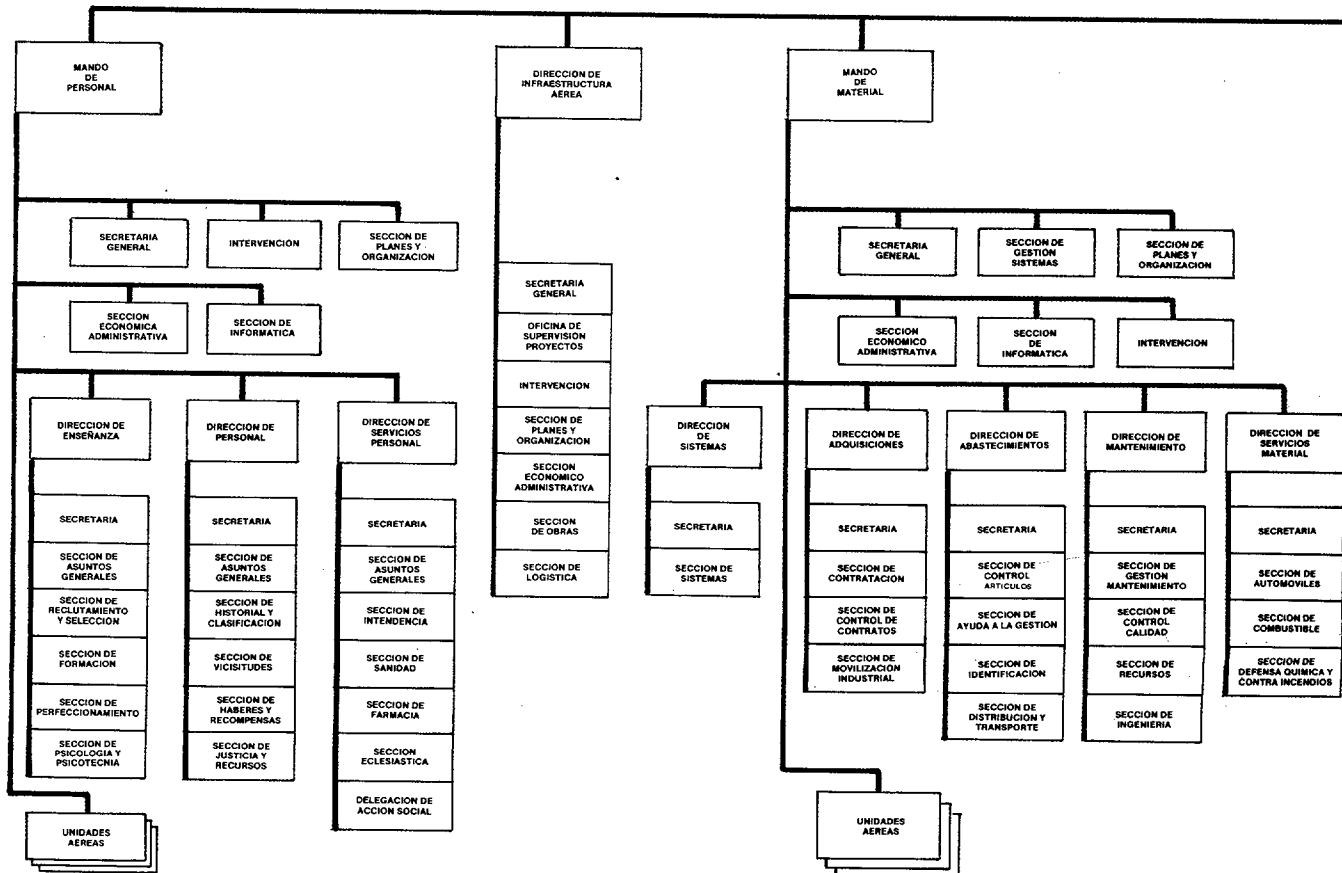 MANDO
DE
PERSONAL
DIRECCION DE
INFRAESTRUCTURA
AEREA
MANDO
DE
MATERIAL
SECRETARIA
GENERAL
INTERVENCION
SECCION DE
PLANES Y
ORGANIZACION
SECCION
ECONOMICA
ADMINISTRATIVA
SECCION DE
INFORMATICA
DIRECCION DE
ENSEÑANZA
SECRETARIA
SECCION DE
ASUNTOS
GENERALES
SECCION DE
RECLUTAMIENTO
Y SELECCION
SECCION DE
FORMACION
SECCION DE
PERFECCIONAMIENTO
SECCION DE
PSICOLOGIA Y
PSICOTECNIA
DIRECCION DE
PERSONAL
SECRETARIA
SECCION DE
ASUNTOS
GENERALES
SECCION DE
HISTORIAL Y
CLASIFICACION
SECCION DE
VICISITUDES
SECCION DE
HABERES Y
RECOMPENSAS
SECCION DE
JUSTICIA Y
RECURSOS
DIRECCION DE
SERVICIOS
PERSONAL
SECRETARIA
SECCION DE
ASUNTOS
GENERALES
SECCION DE
INTENDENCIA
SECCION DE
SANIDAD
SECCION DE
FARMACIA
SECCION
ECLESIASTICA
DELEGACION DE
ACCION SOCIAL
UNIDADES
AEREAS
SECRETARIA
GENERAL
OFICINA DE
SUPERVISION
PROYECTOS
INTERVENCION
SECCION DE
PLANES Y
ORGANIZACION
SECCION
ECONOMICO
ADMINISTRATIVA
SECCION
DE OBRAS
SECCION DE
LOGISTICA
SECRETARIA
GENERAL
SECCION DE
GESTION
SISTEMAS
SECCION DE
PLANES Y
ORGANIZACION
SECCION
ECONOMICO
ADMINISTRATIVA
SECCION
DE
INFORMATICA
INTERVENCION
DIRECCION
DE
SISTEMAS
SECRETARIA
SECCION DE
SISTEMAS
DIRECCION DE
ADQUISICIONES
SECRETARIA
SECCION DE
CONTRATACION
SECCION DE
CONTROL DE
CONTRATOS
SECCION DE
MOVILIZACION
INDUSTRIAL
DIRECCION DE
ABASTECIMIENTOS
SECRETARIA
SECCION DE
CONTROL
ARTICULOS
SECCION DE
AYUDA A LA GESTION
SECCION DE
IDENTIFICACION
SECCION DE
DISTRIBUCION Y
TRANSPORTE
DIRECCION DE
MANTENIMIENTO
SECRETARIA
SECCION DE
GESTION
MANTENIMIENTO
SECCION DE
CONTROL
CALIDAD
SECCION DE
RECURSOS
SECCION DE
INGENIERIA
DIRECCION DE
SERVICIOS
MATERIAL
SECRETARIA
SECCION DE
AUTOMOVILES
SECCION DE
COMBUSTIBLE
SECCION DE
DEFENSA QUIMICA Y
CONTRA INCENDIOS
UNIDADES
AEREAS